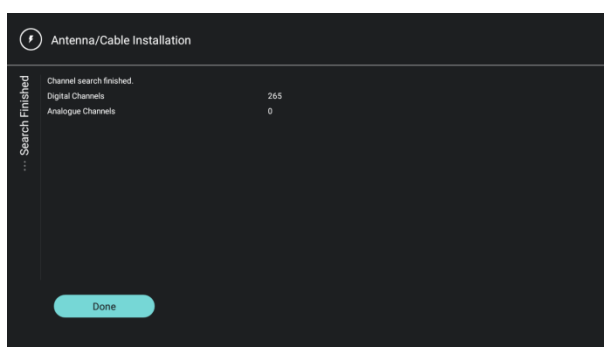 Antenna/Cable Installation
... Search Finished
Channel search finished.
Digital Channels 265
Analogue Channels 0
Done